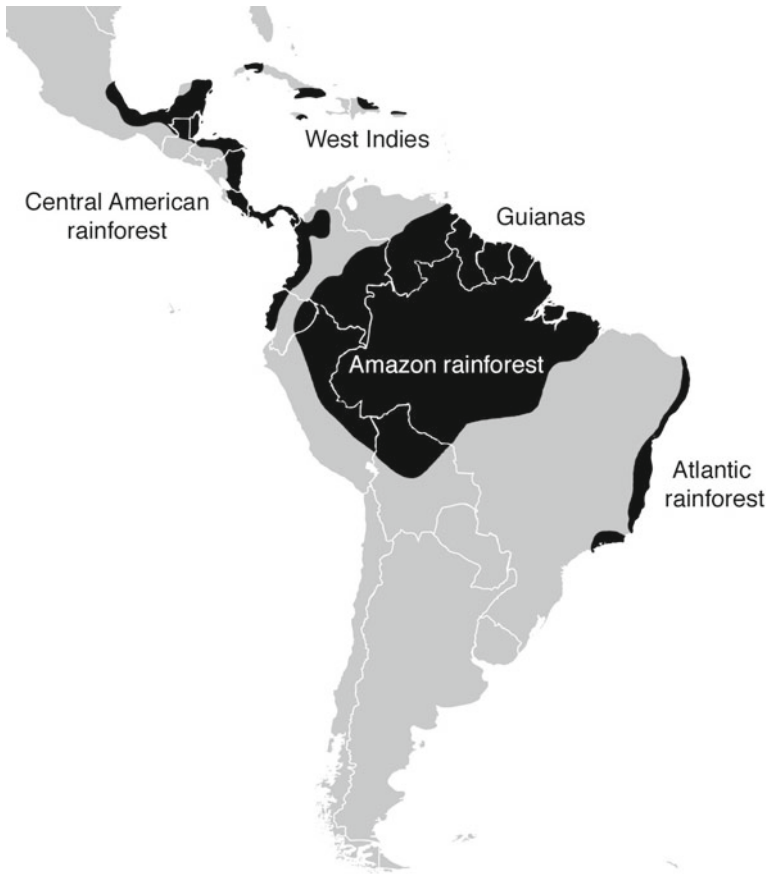 West Indies
Central American
rainforest
Guianas
Amazon rainforest
Atlantic
rainforest